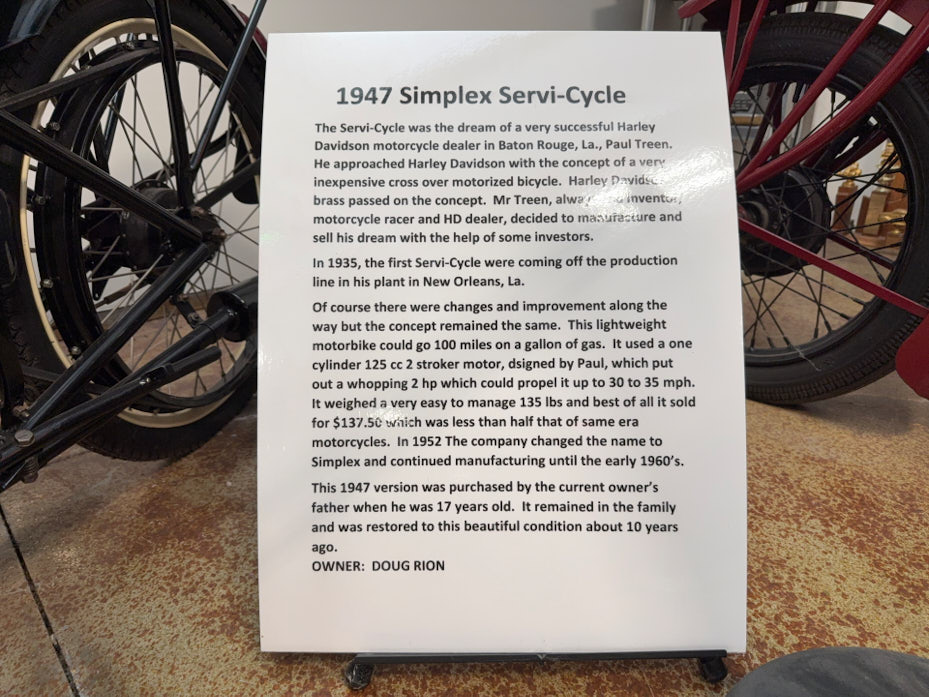 1947 Simplex Servi-Cycle
The Servi-Cycle was the dream of a very successful Harley
Davidson motorcycle dealer in Baton Rouge, La., Paul Treen.
He approached Harley Davidson with the concept of a very
inexpensive cross over motorized bicycle. Harley Davidson
brass passed on the concept. Mr Treen, inventor,
motorcycle racer and HD dealer, decided to manufacture and
sell his dream with the help of some investors.
In 1935, the first Servi-Cycle were coming off the production
line in his plant in New Orleans, La.
Of course there were changes and improvement along the
way but the concept remained the same. This lightweight
motorbike could go 100 miles on a gallon of gas. It used a one
cylinder 125 cc 2 stroker motor, dsigned by Paul, which put
out a whopping 2 hp which could propel it up to 30 to 35 mph.
It weighed a very easy to manage 135 lbs and best of all it sold
for $137.50 which was less than half that of same era
motorcycles. In 1952 The company changed the name to
Simplex and continued manufacturing until the early 1960's.
This 1947 version was purchased by the current owner's
father when he was 17 years old. It remained in the family
and was restored to this beautiful condition about 10 years
ago.
OWNER: DOUG RION